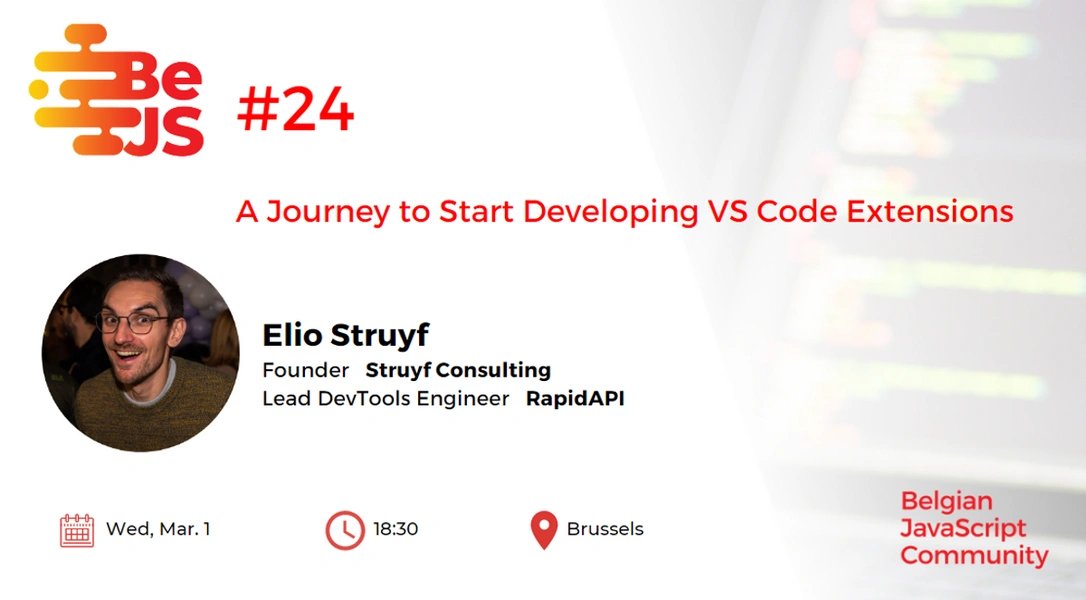 Be
JS
#24
A Journey to Start Developing VS Code Extensions
Elio Struyf
Founder Struyf Consulting
Lead DevTools Engineer RapidAPI
Wed, Mar. 1
18:30
Brussels
Belgian
JavaScript
Community